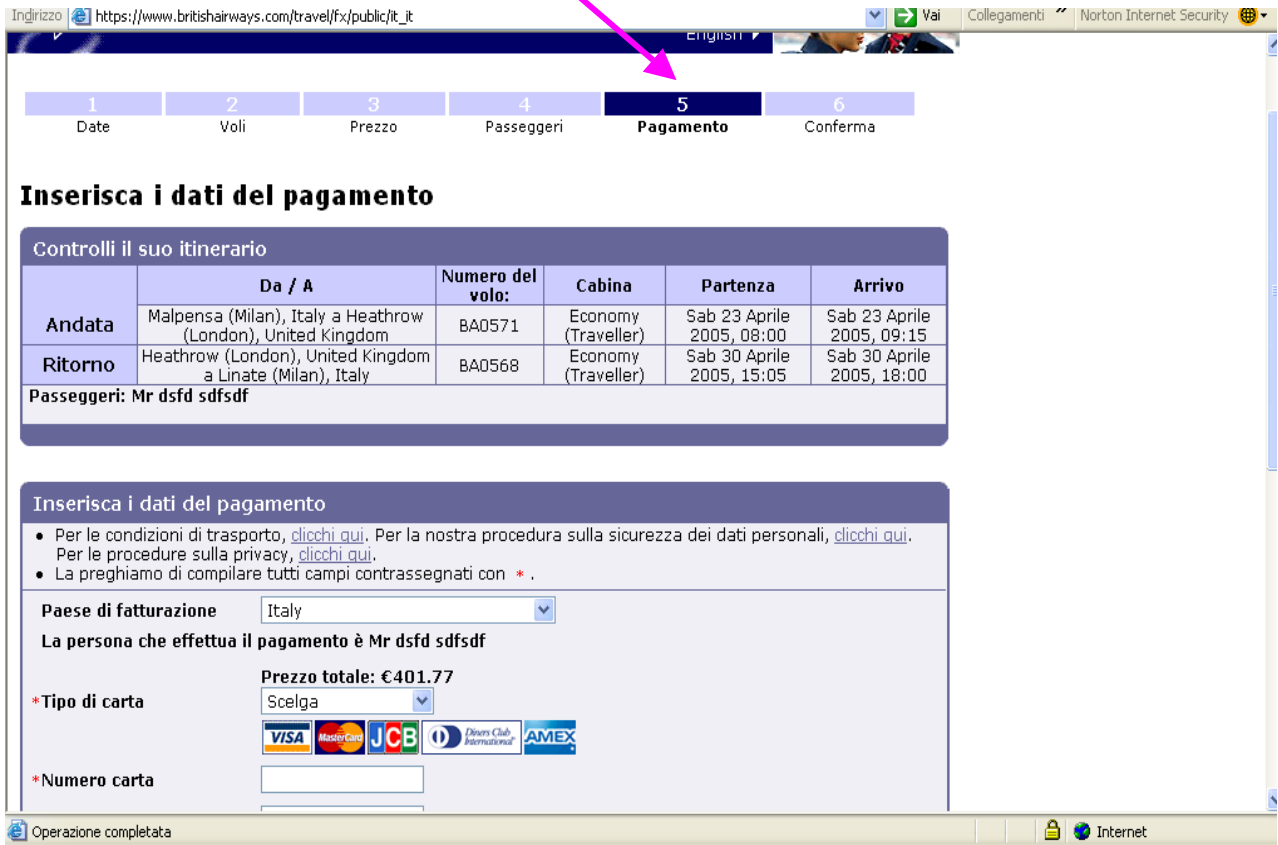 Indirizzo https://www.britishairways.com/travel/fx/public/it_it Vai Collegamenti » Norton Internet Security
English
1 2 3 4 5 6
Date Voli Prezzo Passeggeri Pagamento Conferma
Inserisca i dati del pagamento
Controlli il suo itinerario
Da / A Numero del volo: Cabina Partenza Arrivo
Andata Malpensa (Milan), Italy a Heathrow (London), United Kingdom BA0571 Economy (Traveller) Sab 23 Aprile 2005, 08:00 Sab 23 Aprile 2005, 09:15
Ritorno Heathrow (London), United Kingdom a Linate (Milan), Italy BA0568 Economy (Traveller) Sab 30 Aprile 2005, 15:05 Sab 30 Aprile 2005, 18:00
Passeggeri: Mr dsfd sdfsdf
Inserisca i dati del pagamento
• Per le condizioni di trasporto, clicchi qui. Per la nostra procedura sulla sicurezza dei dati personali, clicchi qui.
Per le procedure sulla privacy, clicchi qui.
• La preghiamo di compilare tutti campi contrassegnati con * .
Paese di fatturazione Italy
La persona che effettua il pagamento è Mr dsfd sdfsdf
Prezzo totale: €401.77
*Tipo di carta Scelga
VISA MasterCard JCB Diners Club International AMEX
*Numero carta
Operazione completata Internet